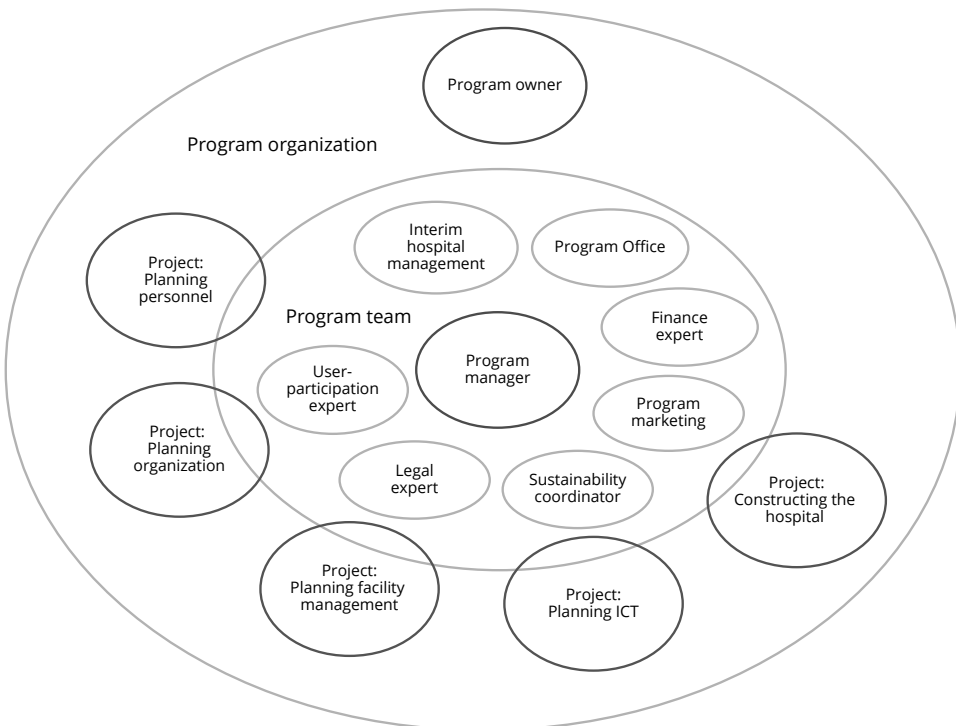 Program owner
Program organization
Interim
hospital
management
Program Office
Project:
Planning
personnel
Program team
Finance
expert
User-
participation
expert
Program
manager
Program
marketing
Project:
Planning
organization
Legal
expert
Sustainability
coordinator
Project:
Constructing the
hospital
Project:
Planning facility
management
Project:
Planning ICT